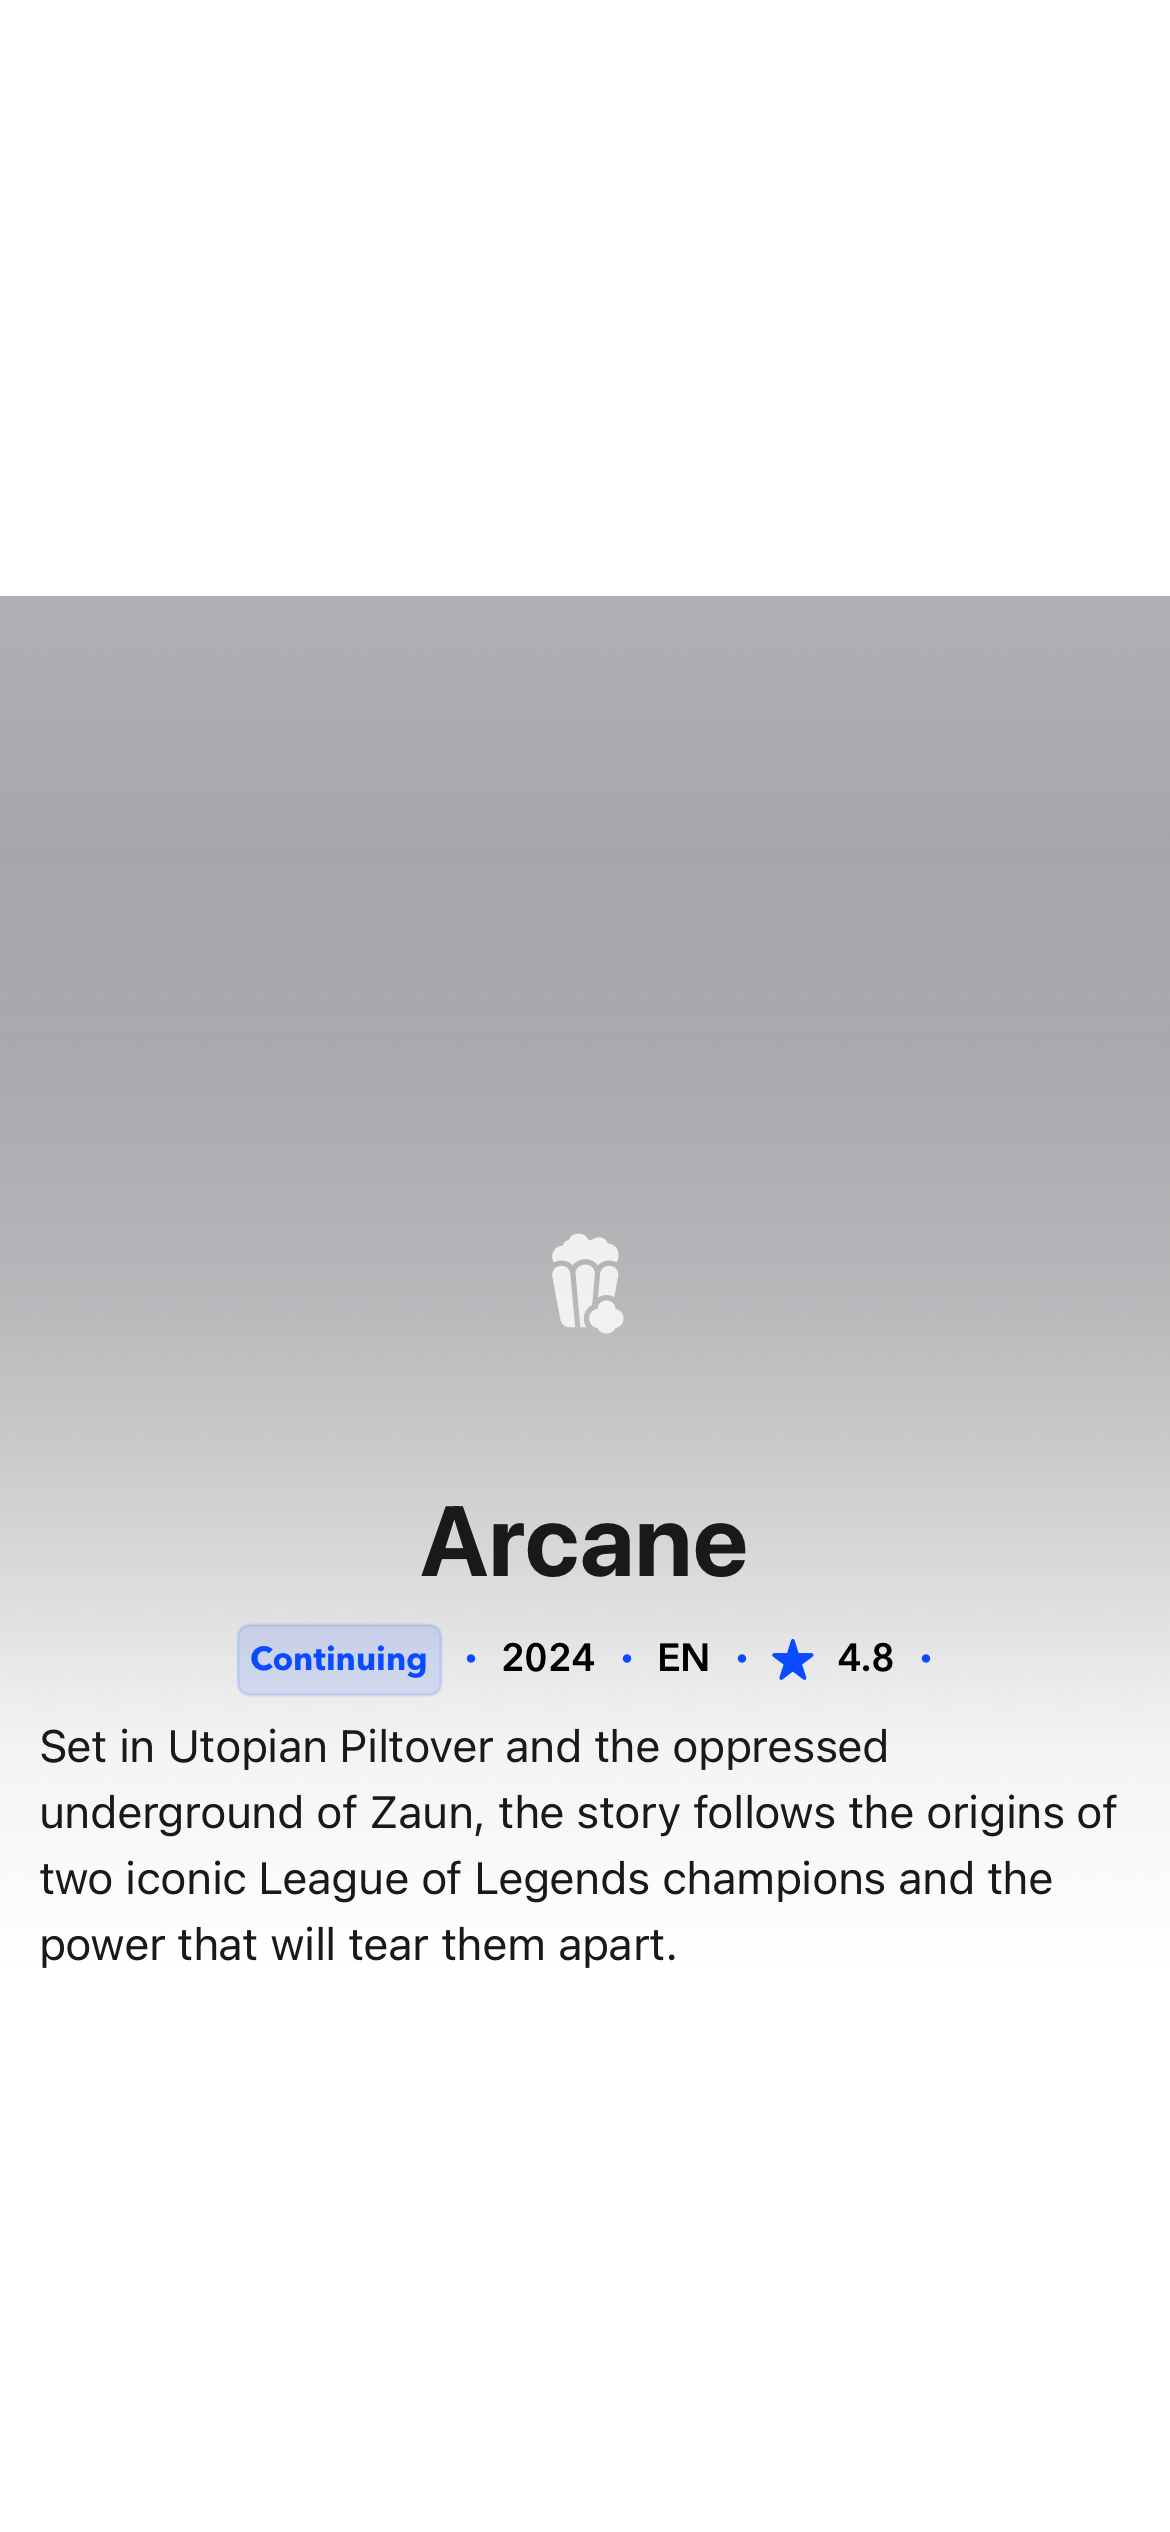 Arcane
Continuing • 2024 • EN • ★ 4.8 •
Set in Utopian Piltover and the oppressed
underground of Zaun, the story follows the origins of
two iconic League of Legends champions and the
power that will tear them apart.